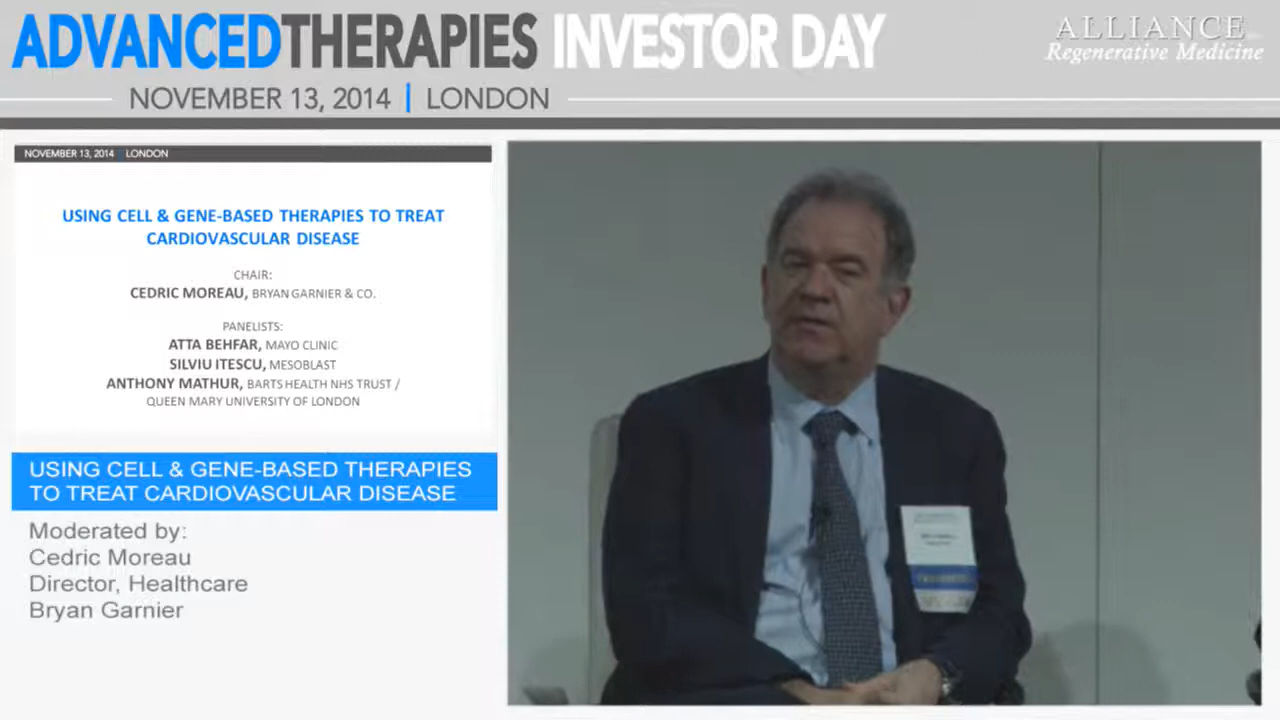 ADVANCEDTHERAPIES INVESTOR DAY
NOVEMBER 13, 2014 | LONDON
ALLIANCE
Regenerative Medicine
NOVEMBER 13, 2014 | LONDON
USING CELL & GENE-BASED THERAPIES TO TREAT
CARDIOVASCULAR DISEASE
CHAIR:
CEDRIC MOREAU, BRYAN GARNIER & CO.
PANELISTS:
ATTA BEHFAR, MAYO CLINIC
SILVIU ITESCU, MESOBLAST
ANTHONY MATHUR, BARTS HEALTH NHS TRUST /
QUEEN MARY UNIVERSITY OF LONDON
USING CELL & GENE-BASED THERAPIES
TO TREAT CARDIOVASCULAR DISEASE
Moderated by:
Cedric Moreau
Director, Healthcare
Bryan Garnier